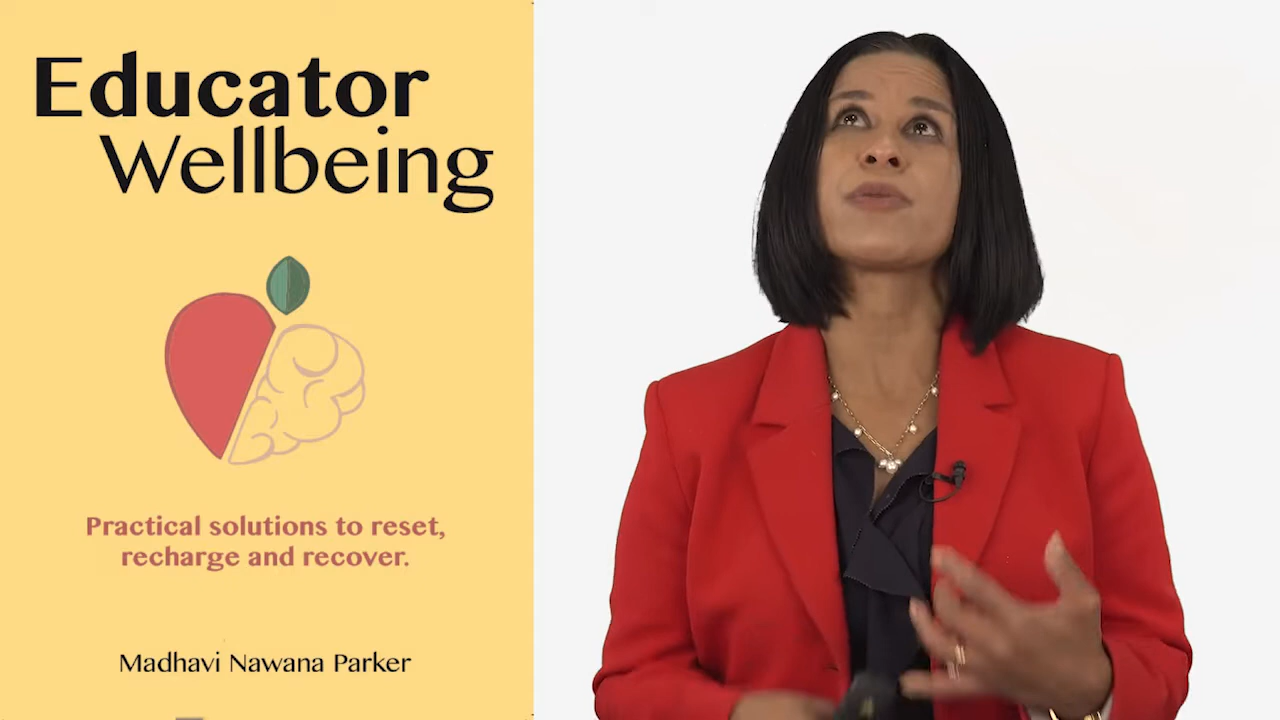 Educator
Wellbeing
Practical solutions to reset,
recharge and recover.
Madhavi Nawana Parker